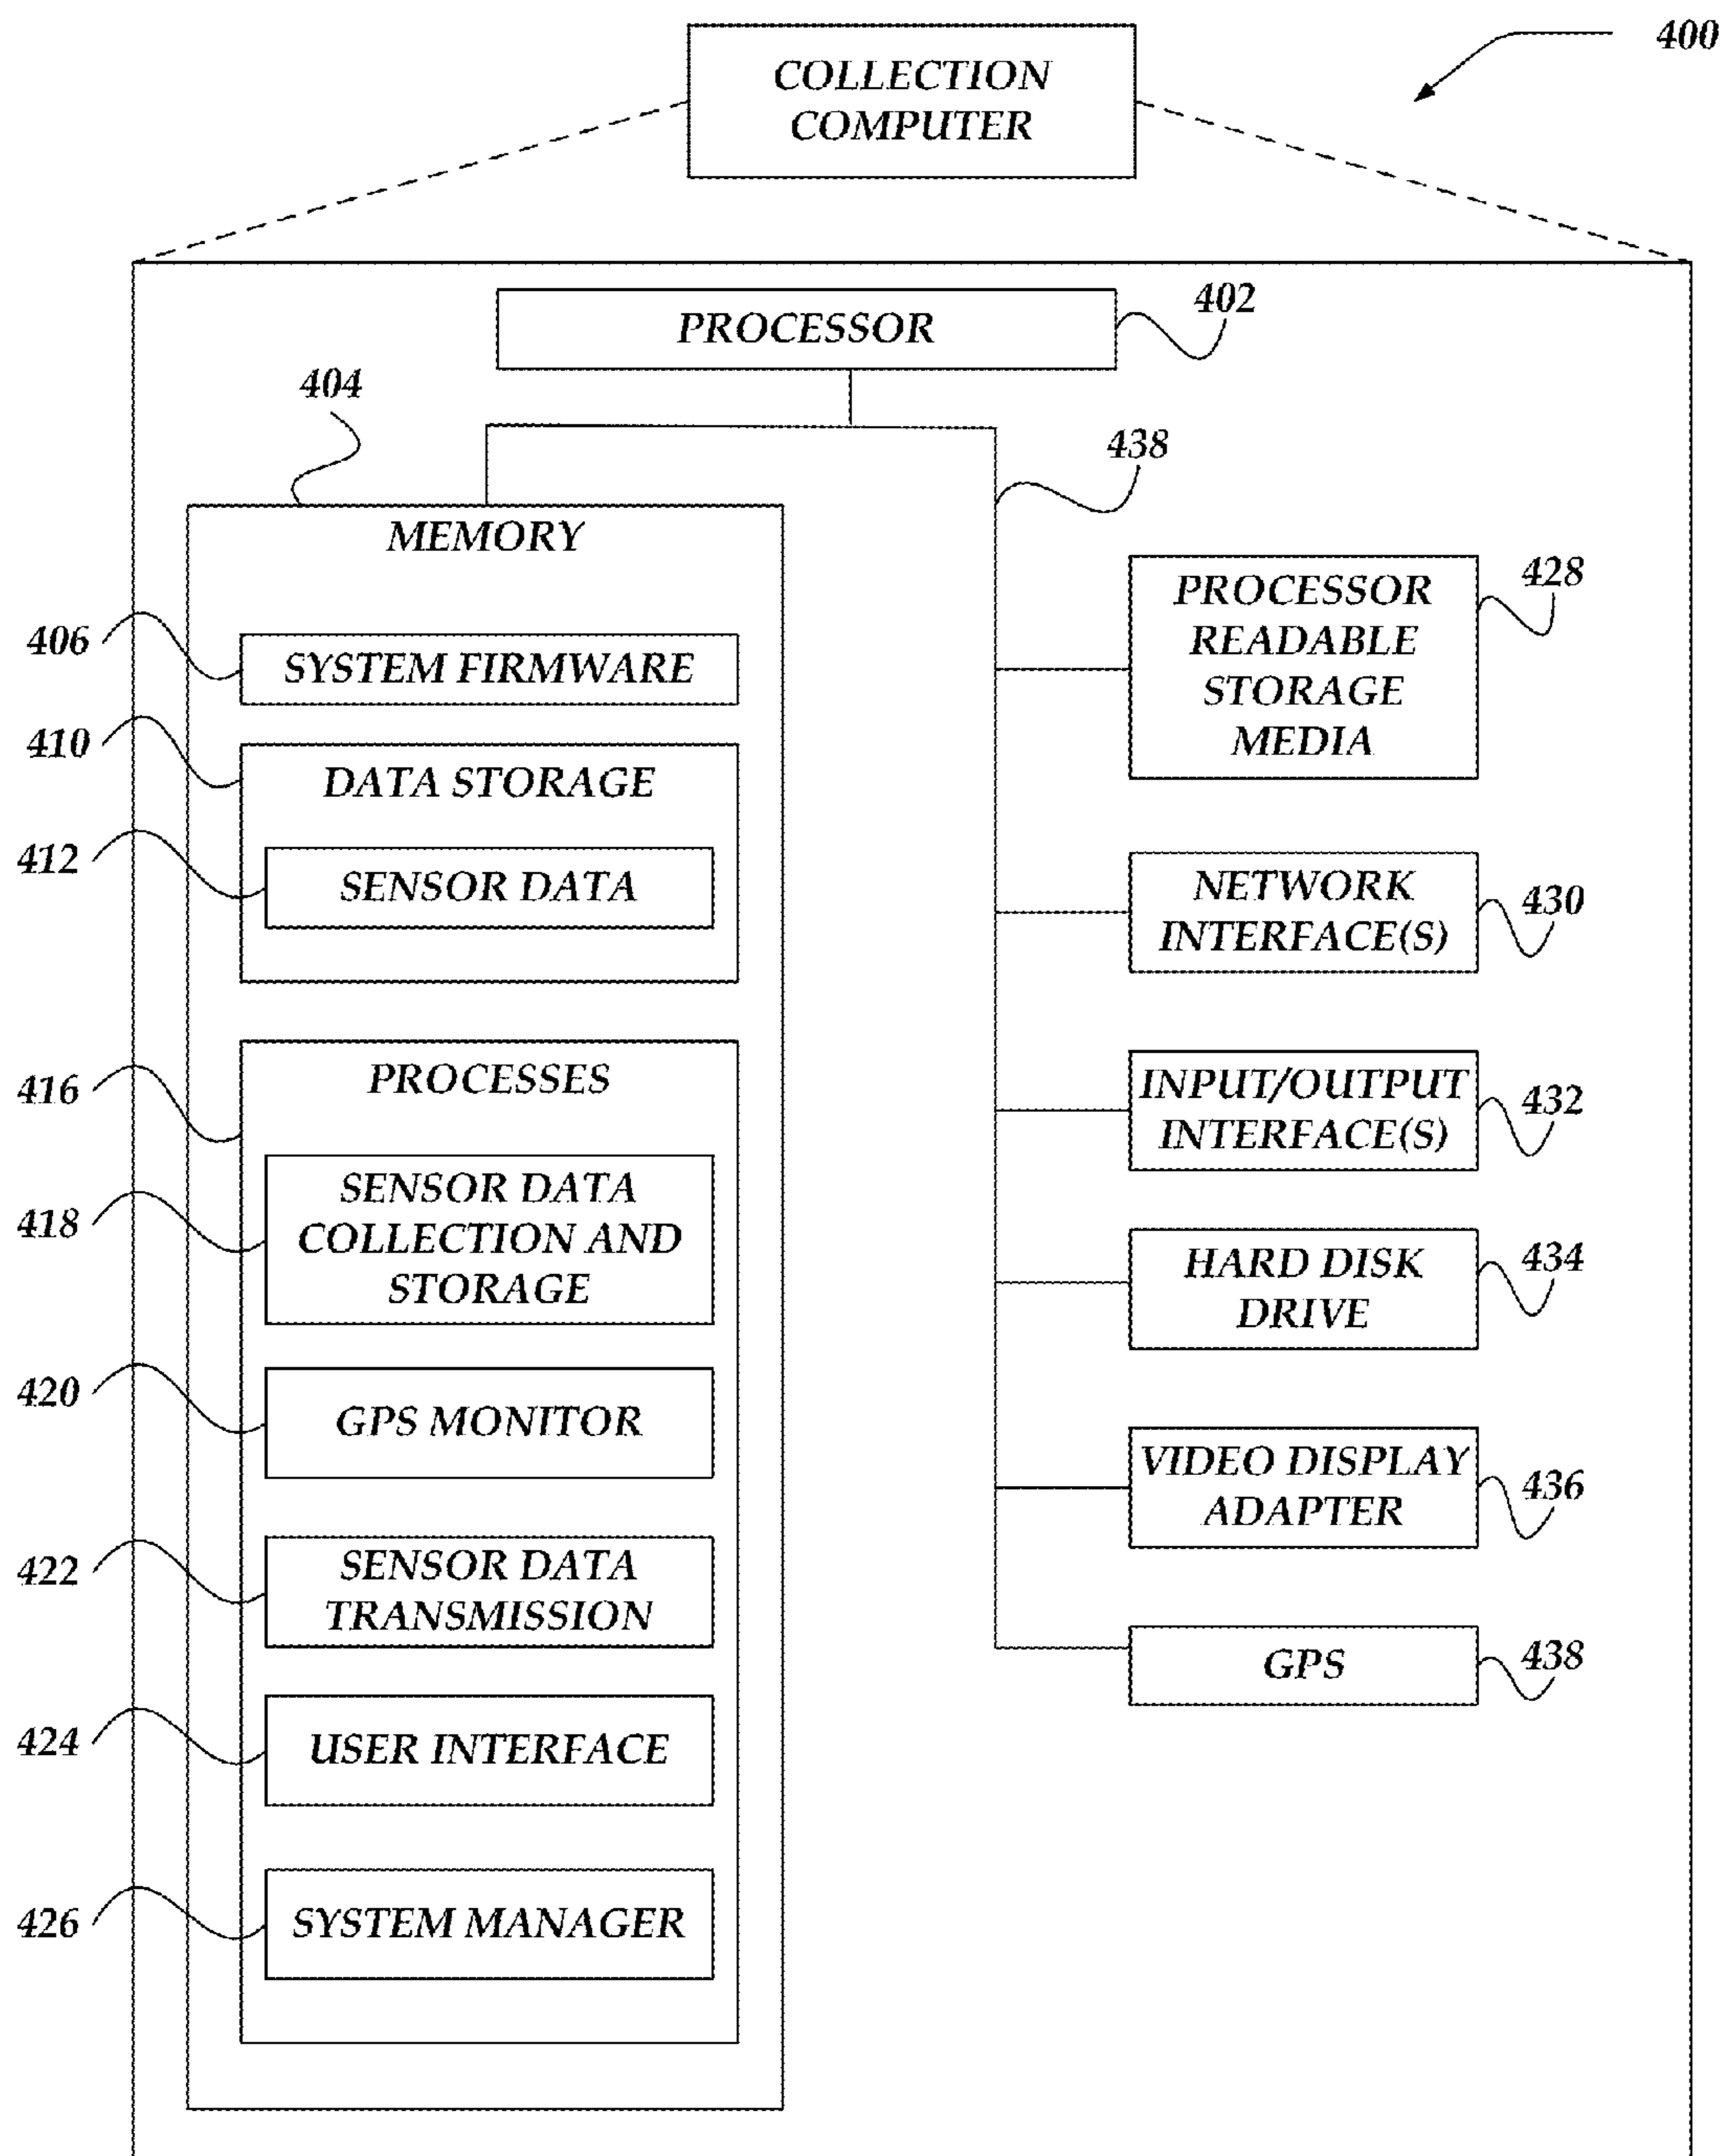 400
COLLECTION
COMPUTER
PROCESSOR
402
404
438
MEMORY
406
SYSTEM FIRMWARE
410
DATA STORAGE
412
SENSOR DATA
416
PROCESSES
418
SENSOR DATA
COLLECTION AND
STORAGE
420
GPS MONITOR
422
SENSOR DATA
TRANSMISSION
424
USER INTERFACE
426
SYSTEM MANAGER
PROCESSOR
READABLE
STORAGE
MEDIA
428
NETWORK
INTERFACE(S)
430
INPUT/OUTPUT
INTERFACE(S)
432
HARD DISK
DRIVE
434
VIDEO DISPLAY
ADAPTER
436
GPS
438